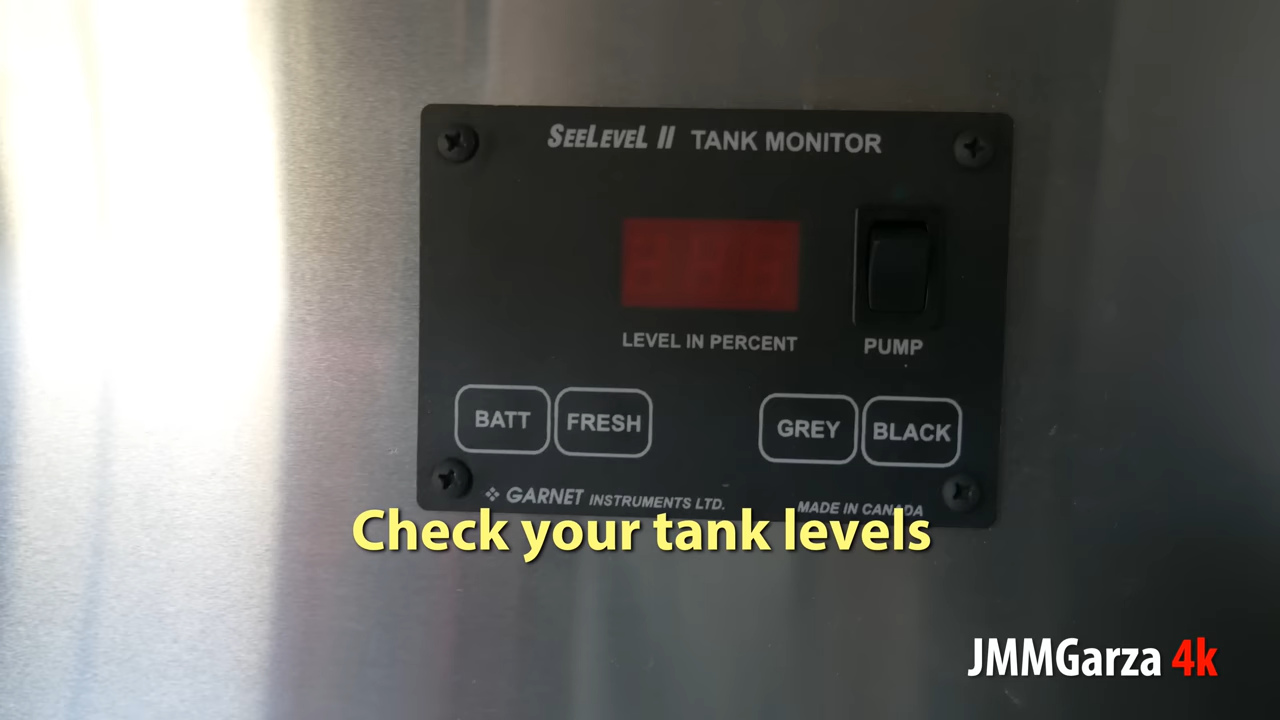 SEELEVEL II TANK MONITOR
LEVEL IN PERCENT
PUMP
BATT FRESH GREY BLACK
GARNET INSTRUMENTS LTD. MADE IN CANADA
Check your tank levels
JMMGarza 4k